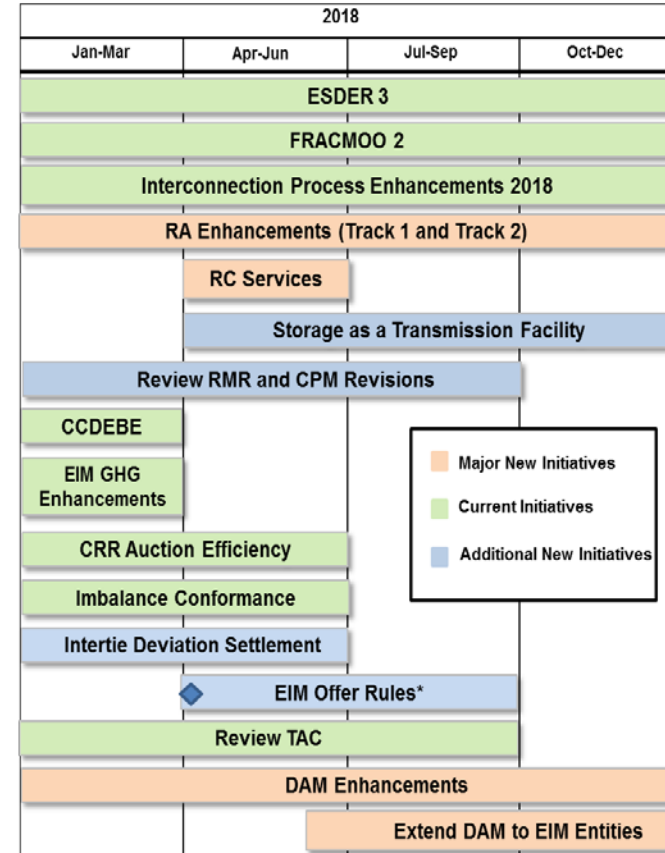 2018
Jan-Mar Apr-Jun Jul-Sep Oct-Dec
ESDER 3
FRACMOO 2
Interconnection Process Enhancements 2018
RA Enhancements (Track 1 and Track 2)
RC Services
Storage as a Transmission Facility
Review RMR and CPM Revisions
CCDEBE
EIM GHG
Enhancements
Major New Initiatives
Current Initiatives
Additional New Initiatives
CRR Auction Efficiency
Imbalance Conformance
Intertie Deviation Settlement
EIM Offer Rules*
Review TAC
DAM Enhancements
Extend DAM to EIM Entities